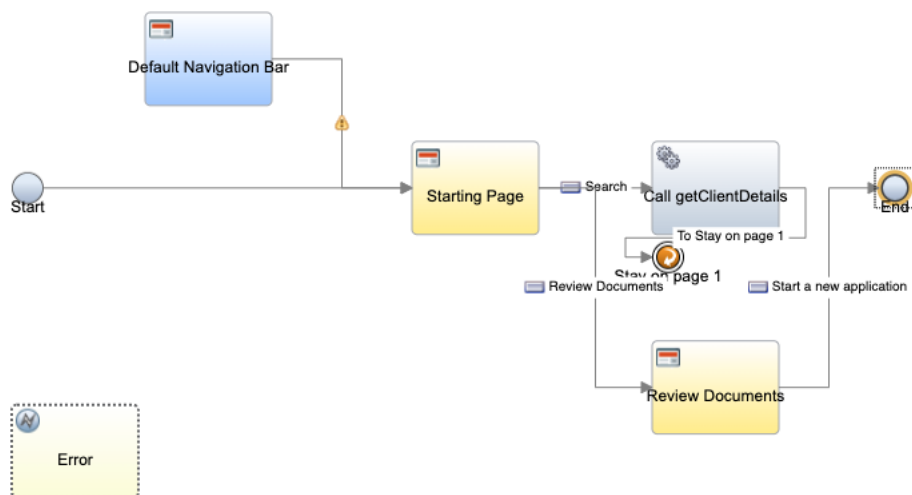 Default Navigation Bar
Start
Starting Page
Search
Call getClientDetails
End
To Stay on page 1
Stay on page 1
Review Documents
Start a new application
Review Documents
Error